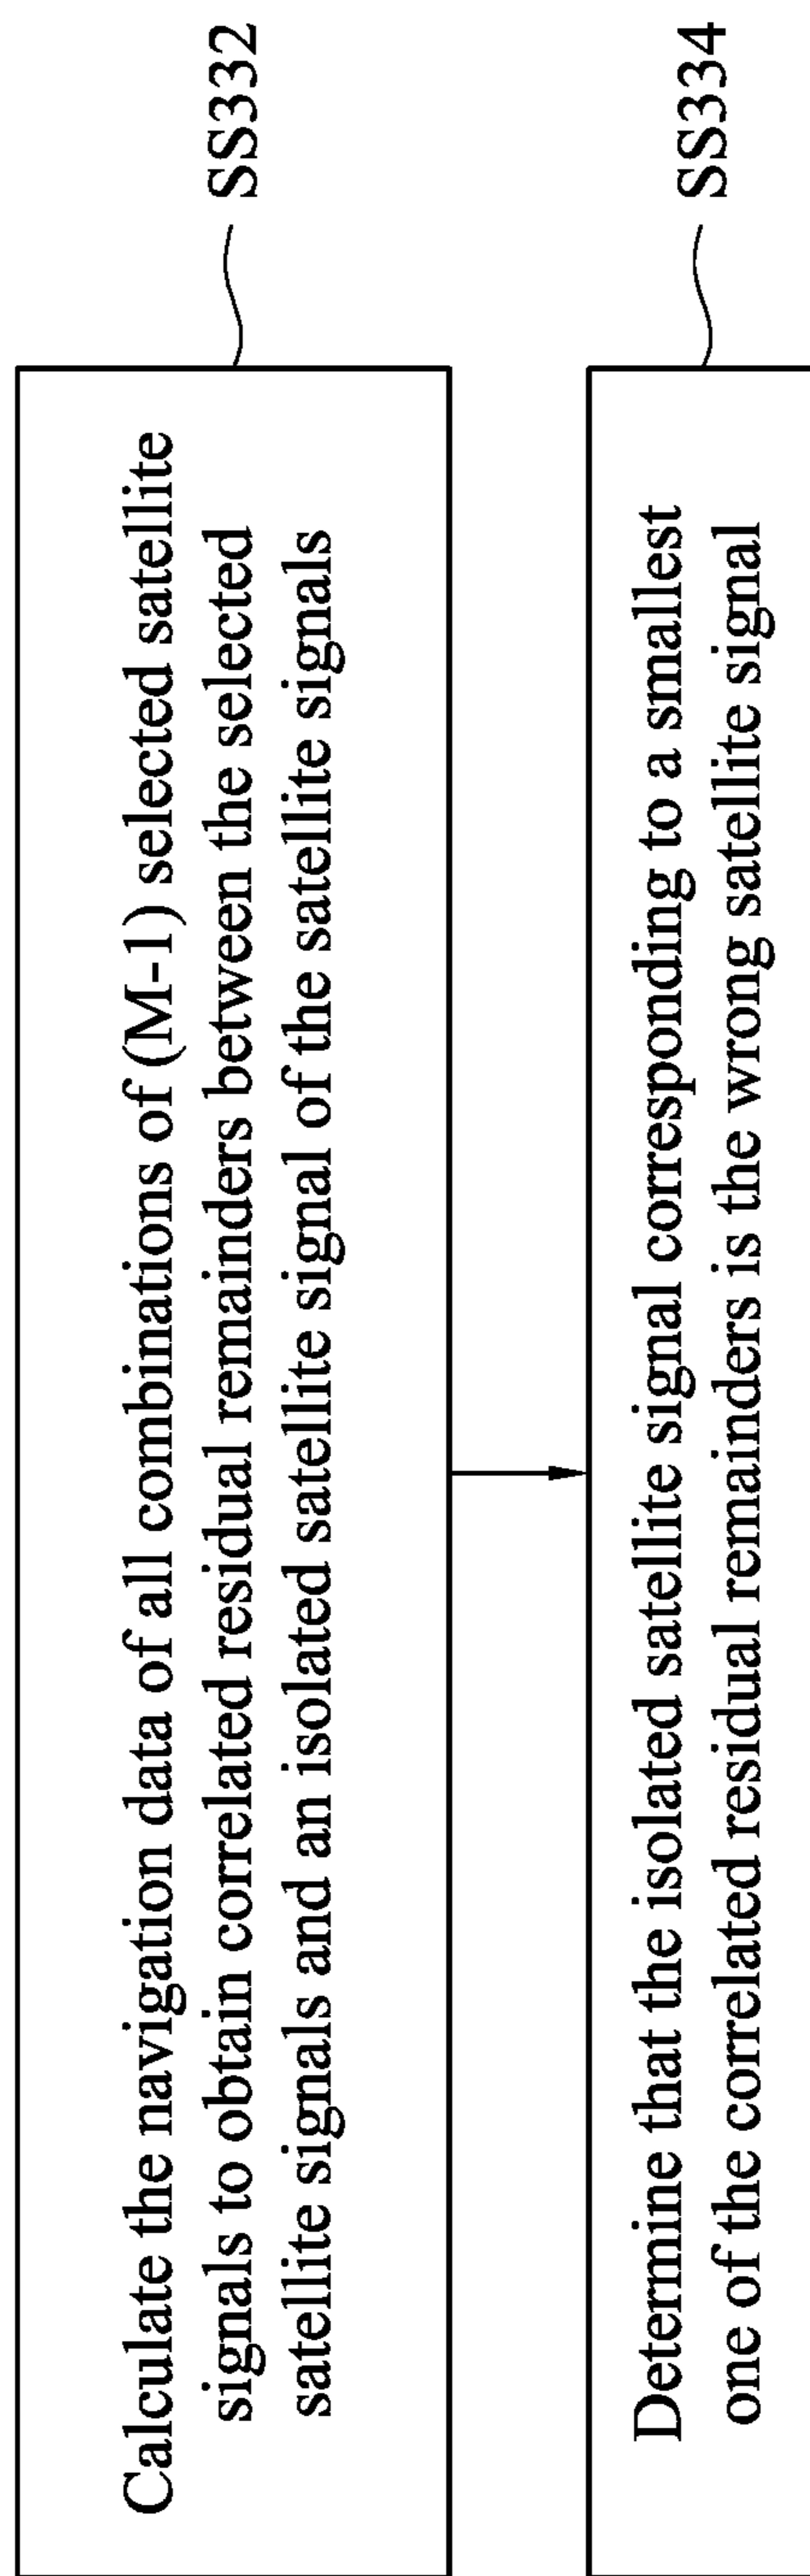 Calculate the navigation data of all combinations of (M-1) selected satellite
signals to obtain correlated residual remainders between the selected
satellite signals and an isolated satellite signal of the satellite signals
SS332
Determine that the isolated satellite signal corresponding to a smallest
one of the correlated residual remainders is the wrong satellite signal
SS334